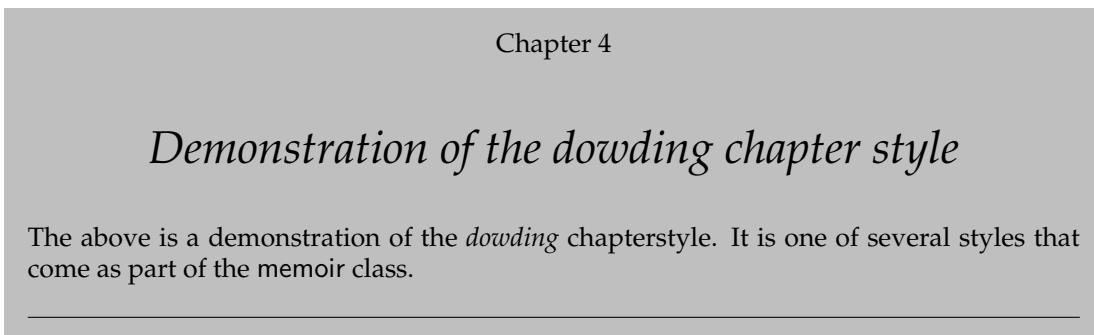 Chapter 4
Demonstration of the dowding chapter style
The above is a demonstration of the dowding chapterstyle. It is one of several styles that
come as part of the memoir class.